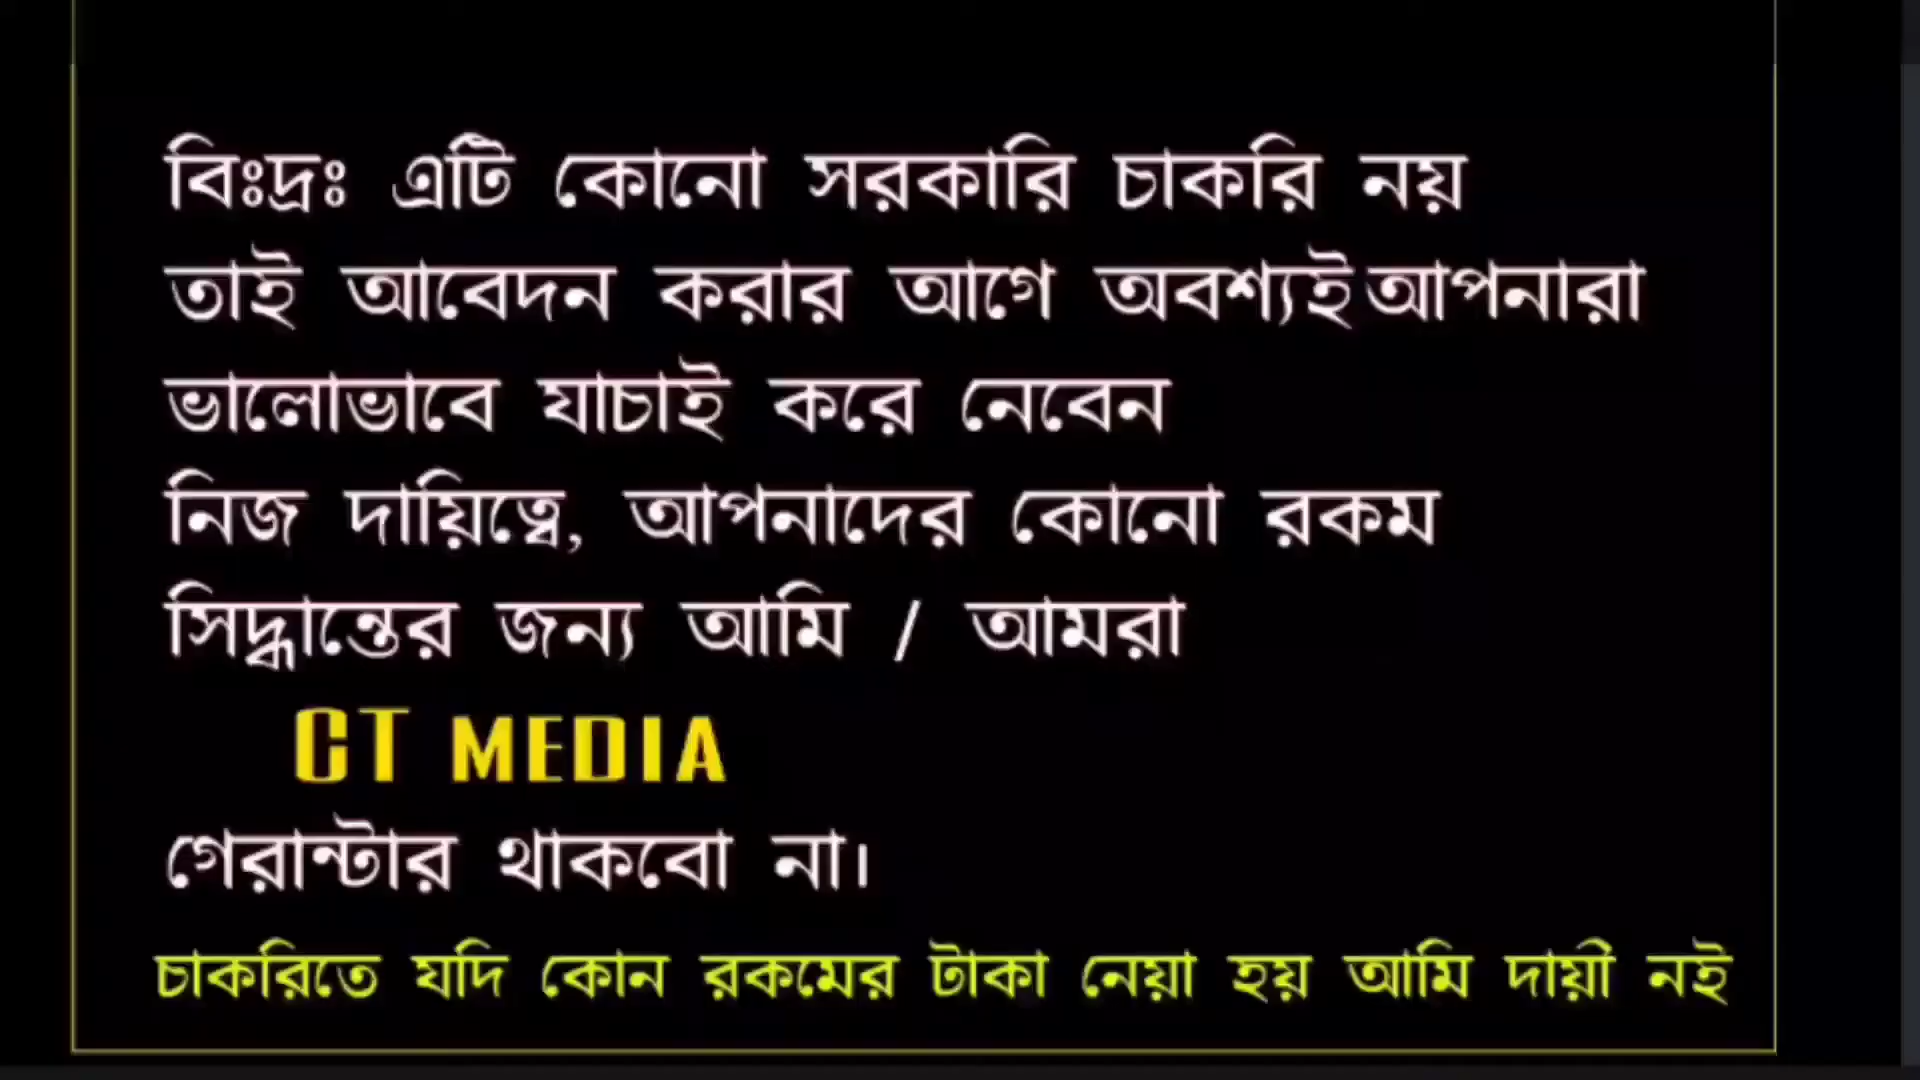 বিঃদ্রঃ এটি কোনো সরকারি চাকরি নয়
তাই আবেদন করার আগে অবশ্যই আপনারা
ভালোভাবে যাচাই করে নেবেন
নিজ দায়িত্বে, আপনাদের কোনো রকম
সিদ্ধান্তের জন্য আমি / আমরা
CT MEDIA
গেরান্টার থাকবো না।
চাকরিতে যদি কোন রকমের টাকা নেয়া হয় আমি দায়ী নই